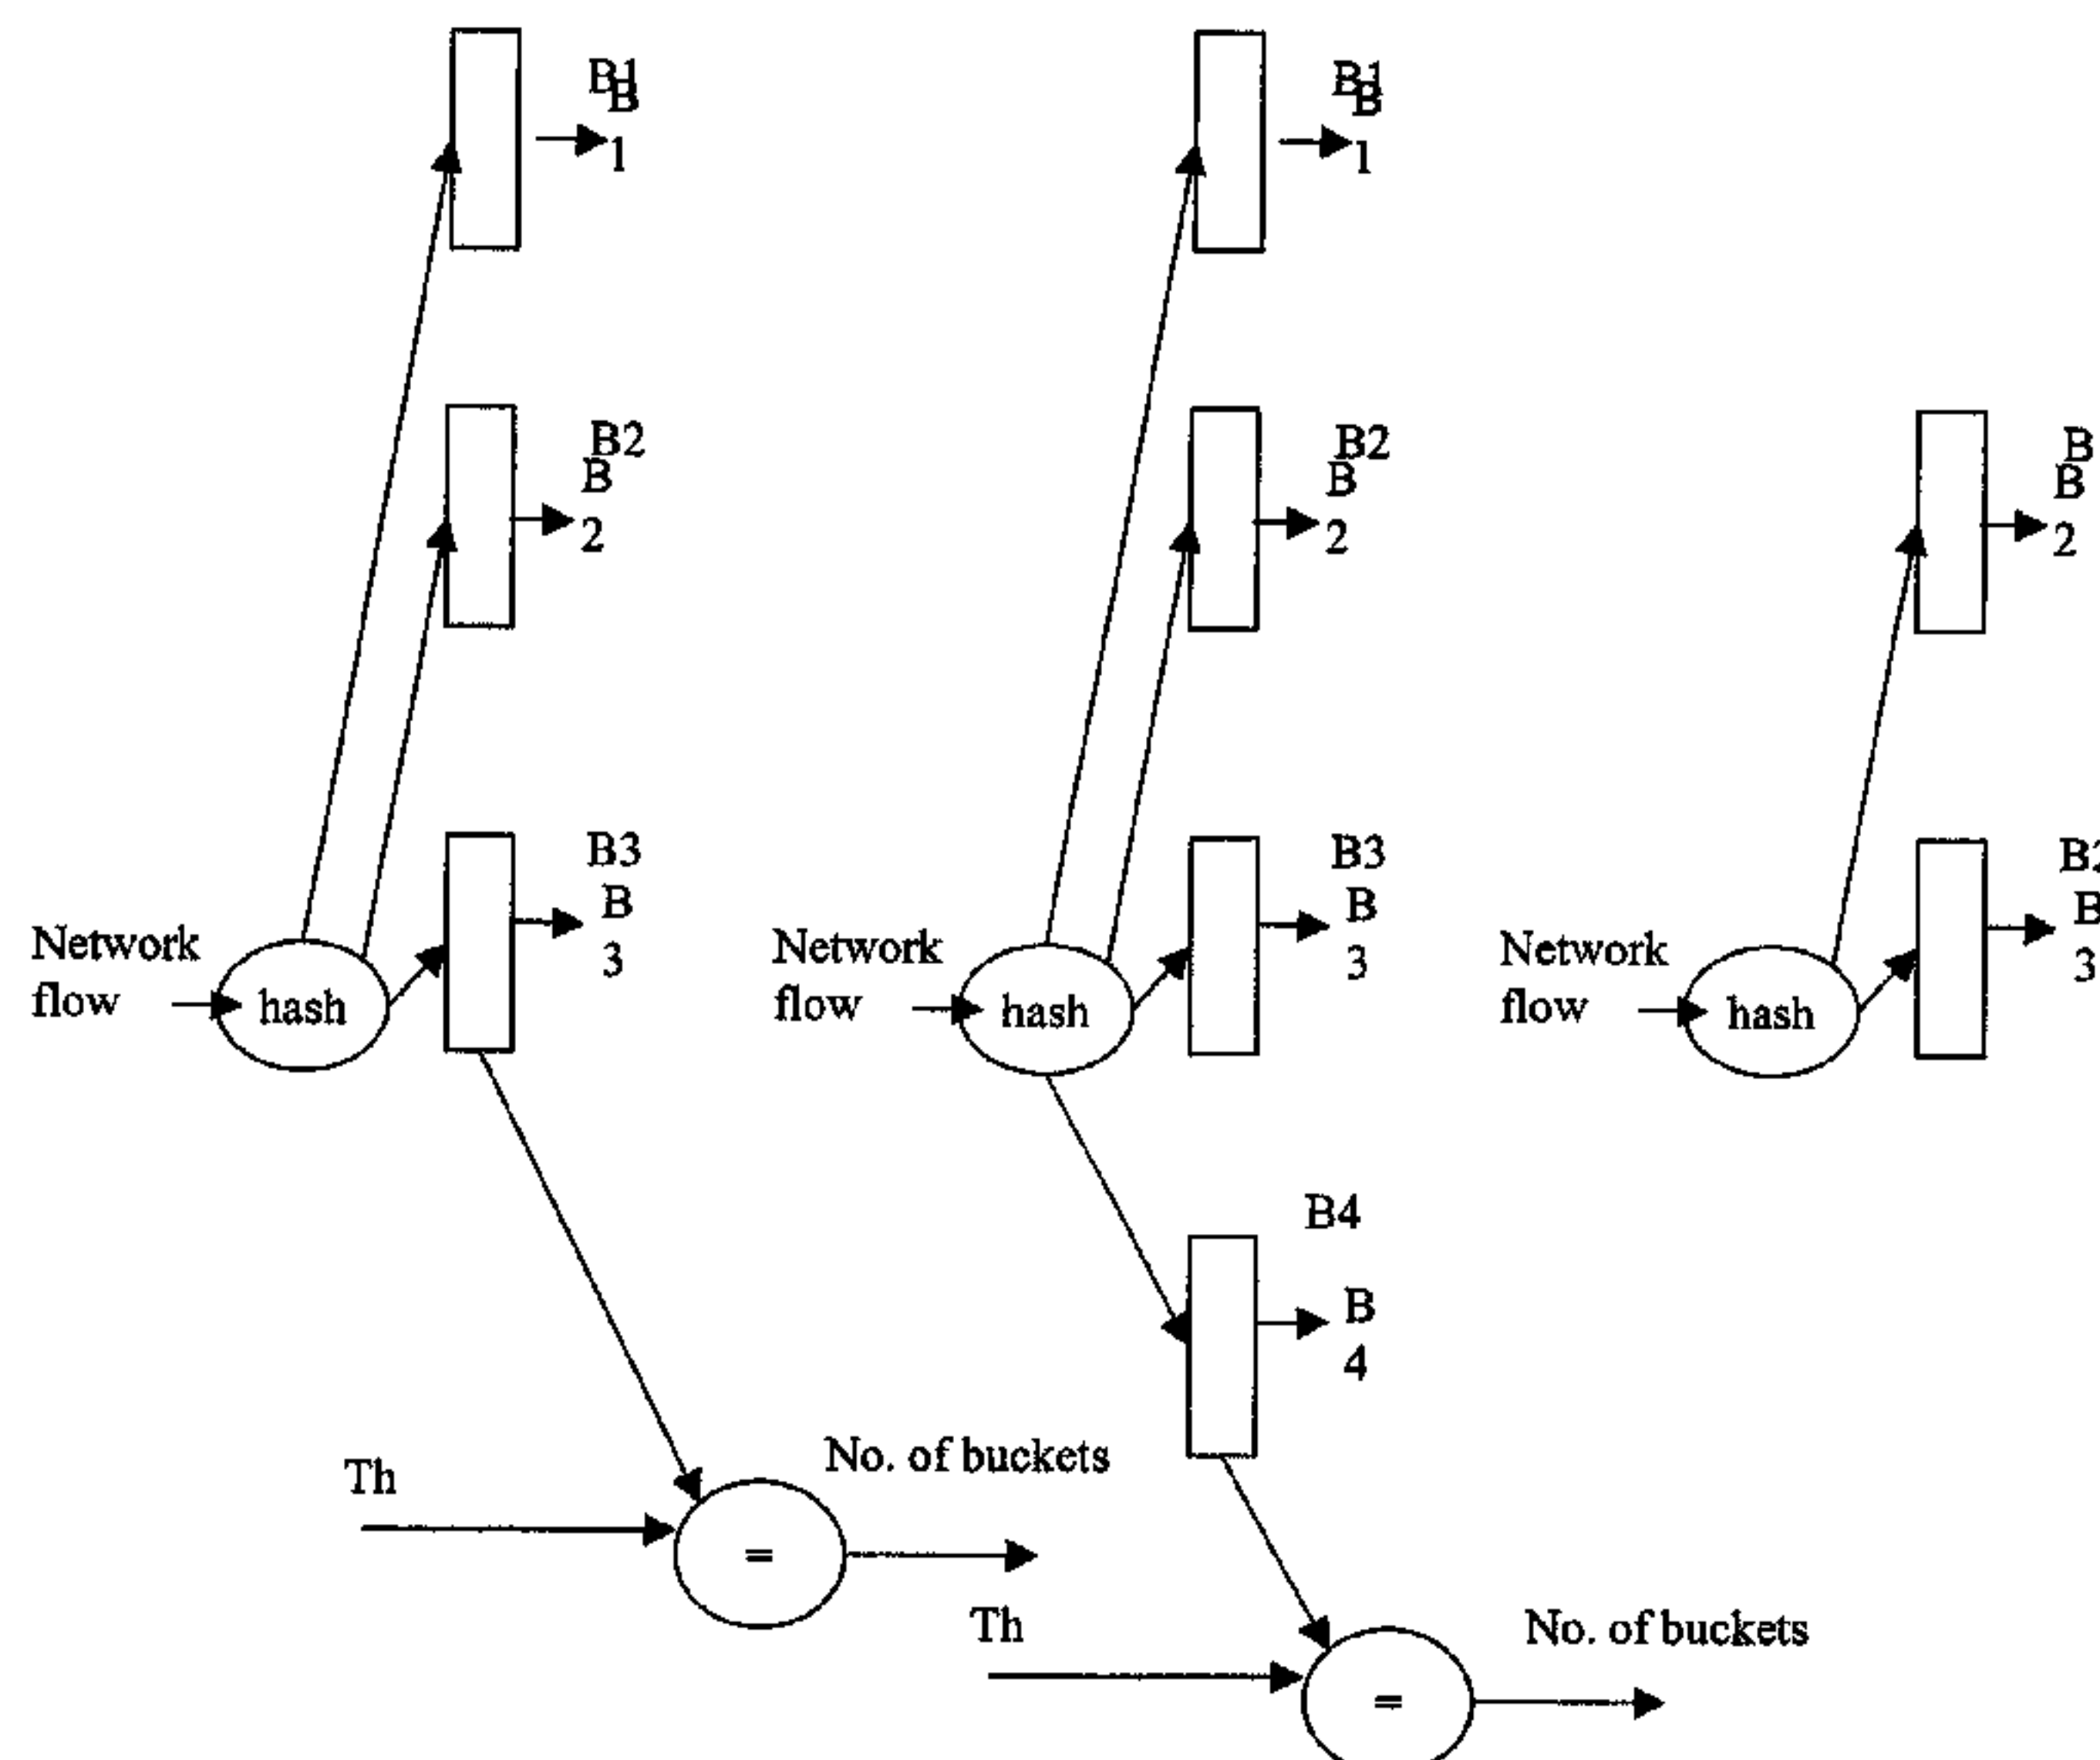 B1
B
1
B2
B
2
B3
B
3
Network
flow
hash
Th
No. of buckets
=
B1
B
1
B2
B
2
B3
B
3
Network
flow
hash
B4
B
4
Th
No. of buckets
=
B
B
2
B
3
Network
flow
hash